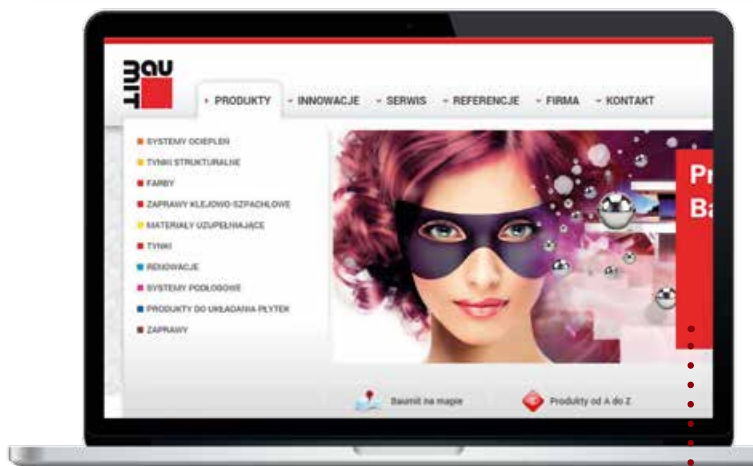 bau
MIT
PRODUKTY INNOWACJE SERWIS REFERENCJE FIRMA KONTAKT
SYSTEMY OCIEPLEŃ
TYNKI STRUKTURALNE
FARBY
ZAPRAWY KLEJOWO-SZPACHLOWE
MATERIAŁY UZUPEŁNIAJĄCE
TYNKI
RENOWACJE
SYSTEMY PODŁOGOWE
PRODUKTY DO UKŁADANIA PŁYTEK
ZAPRAWY
Pr
Ba
Baumit na mapie
Produkty od A do Z